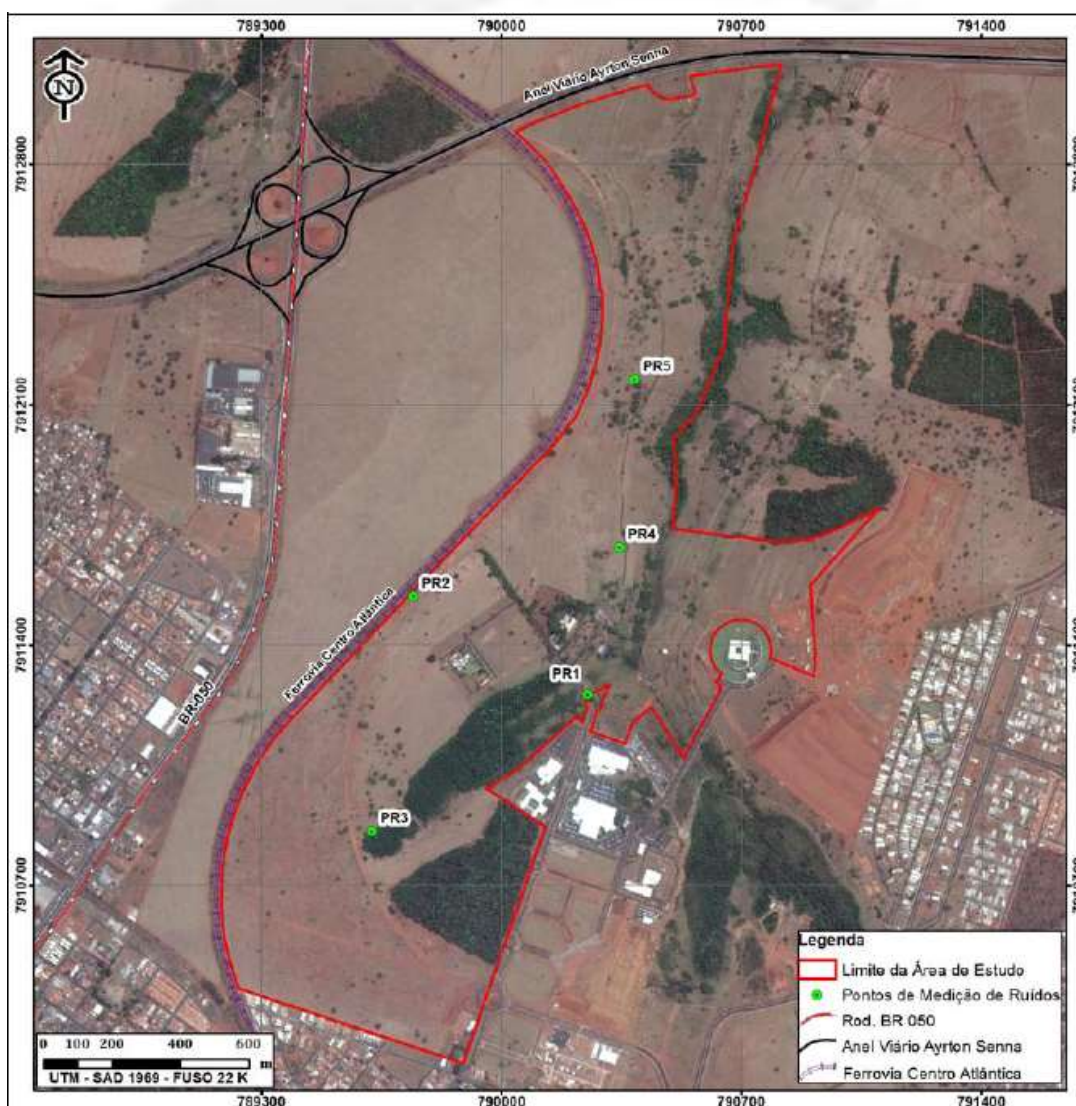 789300 790000 790700 791400
N
Anel Viário Ayrton Senna
7912800
PR5
7912100
7912100
PR4
PR2
Ferrovia Centro Atlântica
7911400
7911400
PR1
BR-050
PR3
7910700
7910700
Legenda
Limite da Área de Estudo
Pontos de Medição de Ruídos
Rod. BR 050
Anel Viário Ayrton Senna
Ferrovia Centro Atlântica
0 100 200 400 600
m
UTM - SAD 1969 - FUSO 22 K
789300 790000 790700 791400